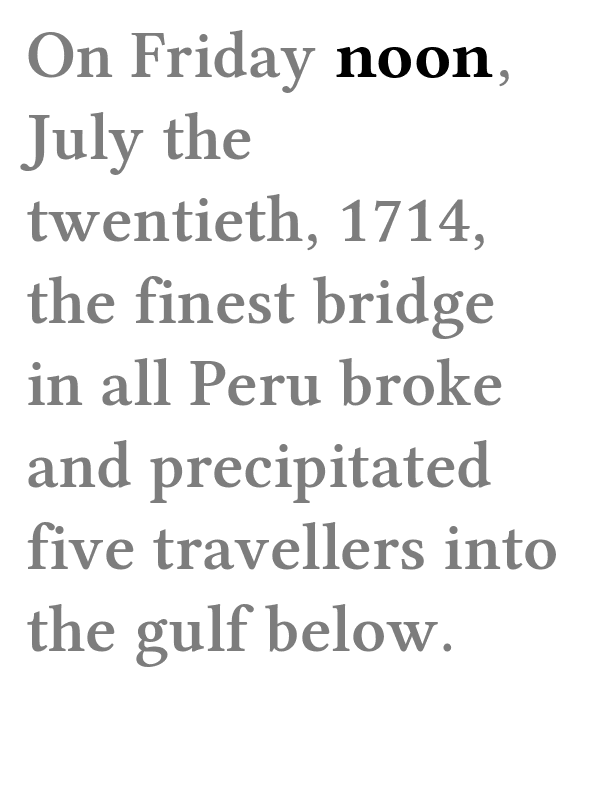 On Friday noon,
July the
twentieth, 1714,
the finest bridge
in all Peru broke
and precipitated
five travellers into
the gulf below.